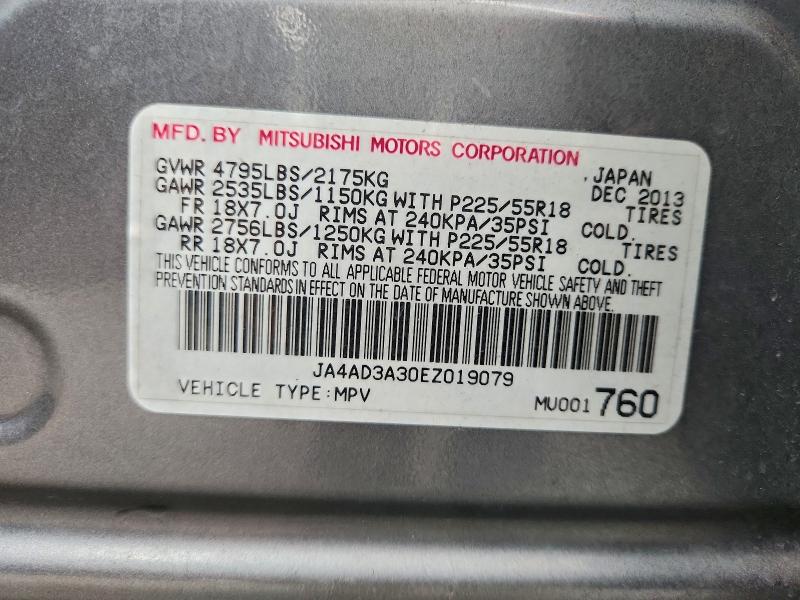 MFD. BY MITSUBISHI MOTORS CORPORATION
GVWR 4795LBS/2175KG , JAPAN
GAWR 2535LBS/1150KG WITH P225/55R18 DEC 2013
FR 18X7.0J RIMS AT 240KPA/35PSI TIRES COLD.
GAWR 2756LBS/1250KG WITH P225/55R18 TIRES
RR 18X7.0J RIMS AT 240KPA/35PSI COLD.
THIS VEHICLE CONFORMS TO ALL APPLICABLE FEDERAL MOTOR VEHICLE SAFETY AND THEFT
PREVENTION STANDARDS IN EFFECT ON THE DATE OF MANUFACTURE SHOWN ABOVE.
JA4AD3A30EZ019079
VEHICLE TYPE:MPV MU001 760